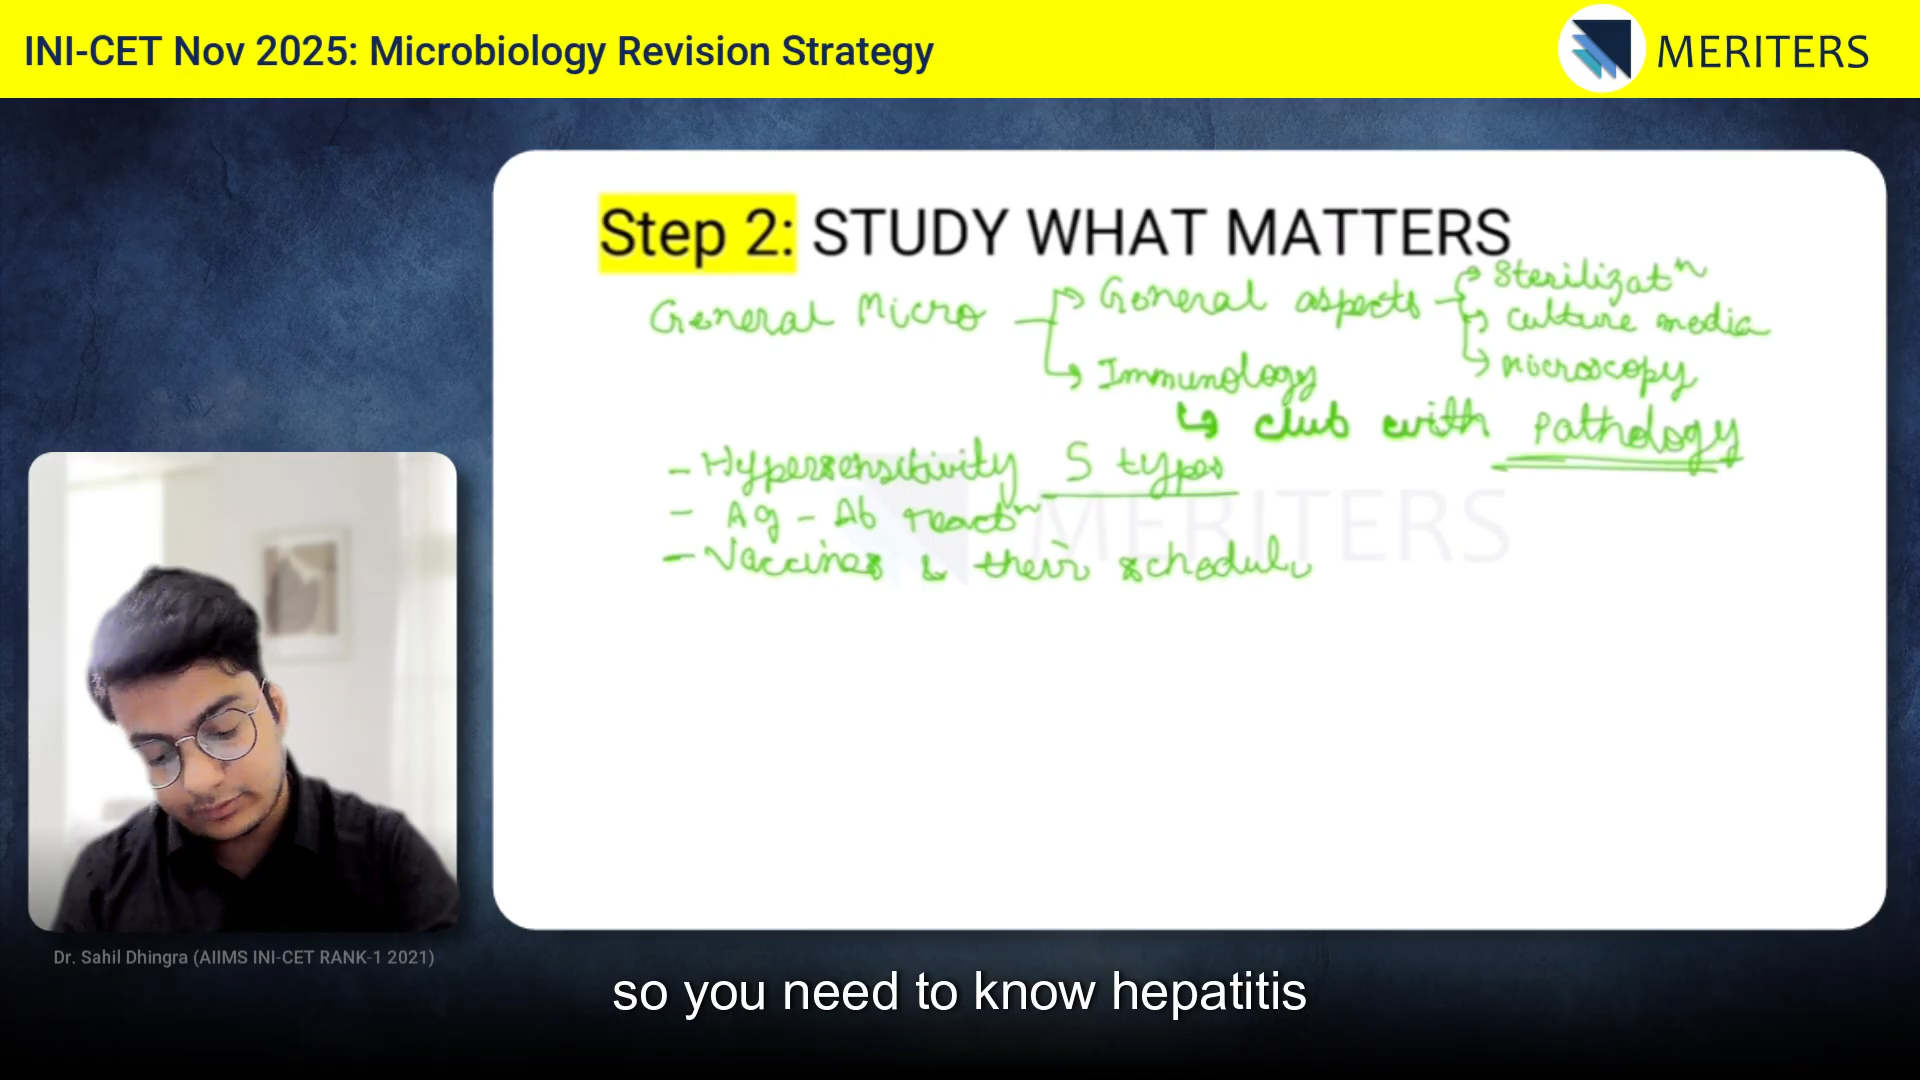 INI-CET Nov 2025: Microbiology Revision Strategy
MERITERS
Step 2: STUDY WHAT MATTERS
General Micro
General aspects
Sterilizatn
culture media
Microscopy
Immunology
club with Pathology
- Hypersensitivity 5 types
- Ag - Ab reactn
- Vaccines & their schedul
MERITERS
Dr. Sahil Dhingra (AIIMS INI-CET RANK-1 2021)
so you need to know hepatitis